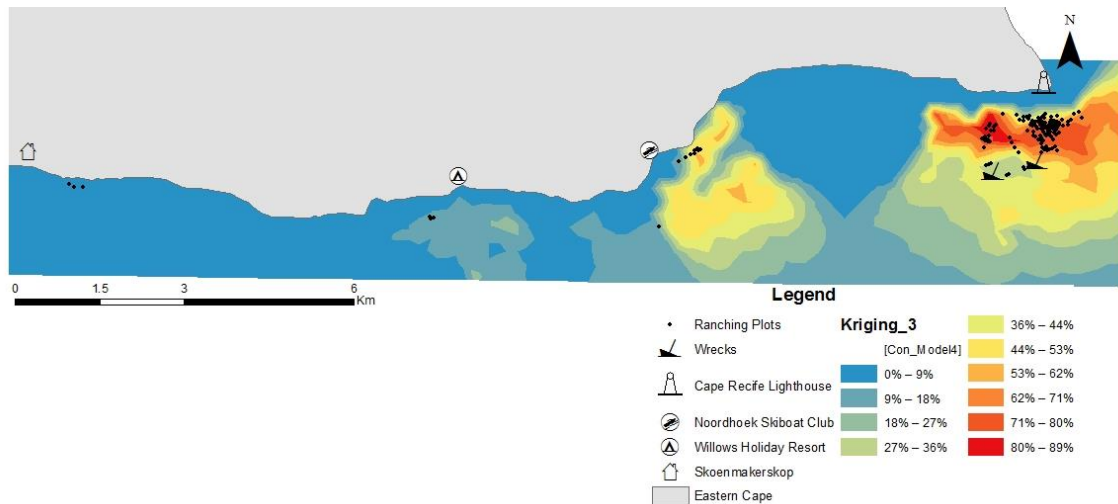 N
0 1.5 3 6
Km
Legend
Ranching Plots
Wrecks
Cape Recife Lighthouse
Noordhoek Skiboat Club
Willows Holiday Resort
Skoenmakerskop
Eastern Cape
Kriging_3
[Con_Model4]
0% – 9%
9% – 18%
18% – 27%
27% – 36%
36% – 44%
44% – 53%
53% – 62%
62% – 71%
71% – 80%
80% – 89%